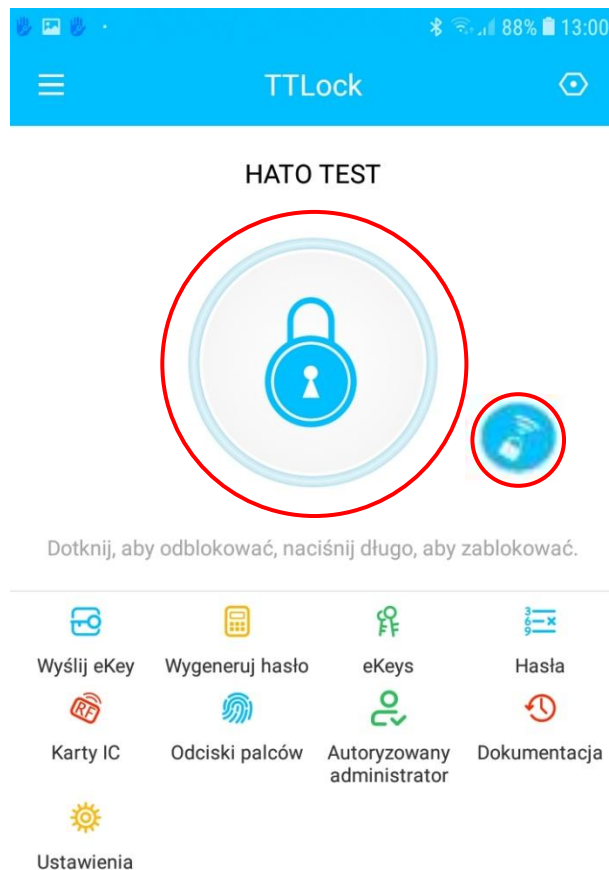 88% 13:00
TTLock
HATO TEST
Dotknij, aby odblokować, naciśnij długo, aby zablokować.
Wyślij eKey Wygeneruj hasło eKeys Hasła
Karty IC Odciski palców Autoryzowany administrator Dokumentacja
Ustawienia